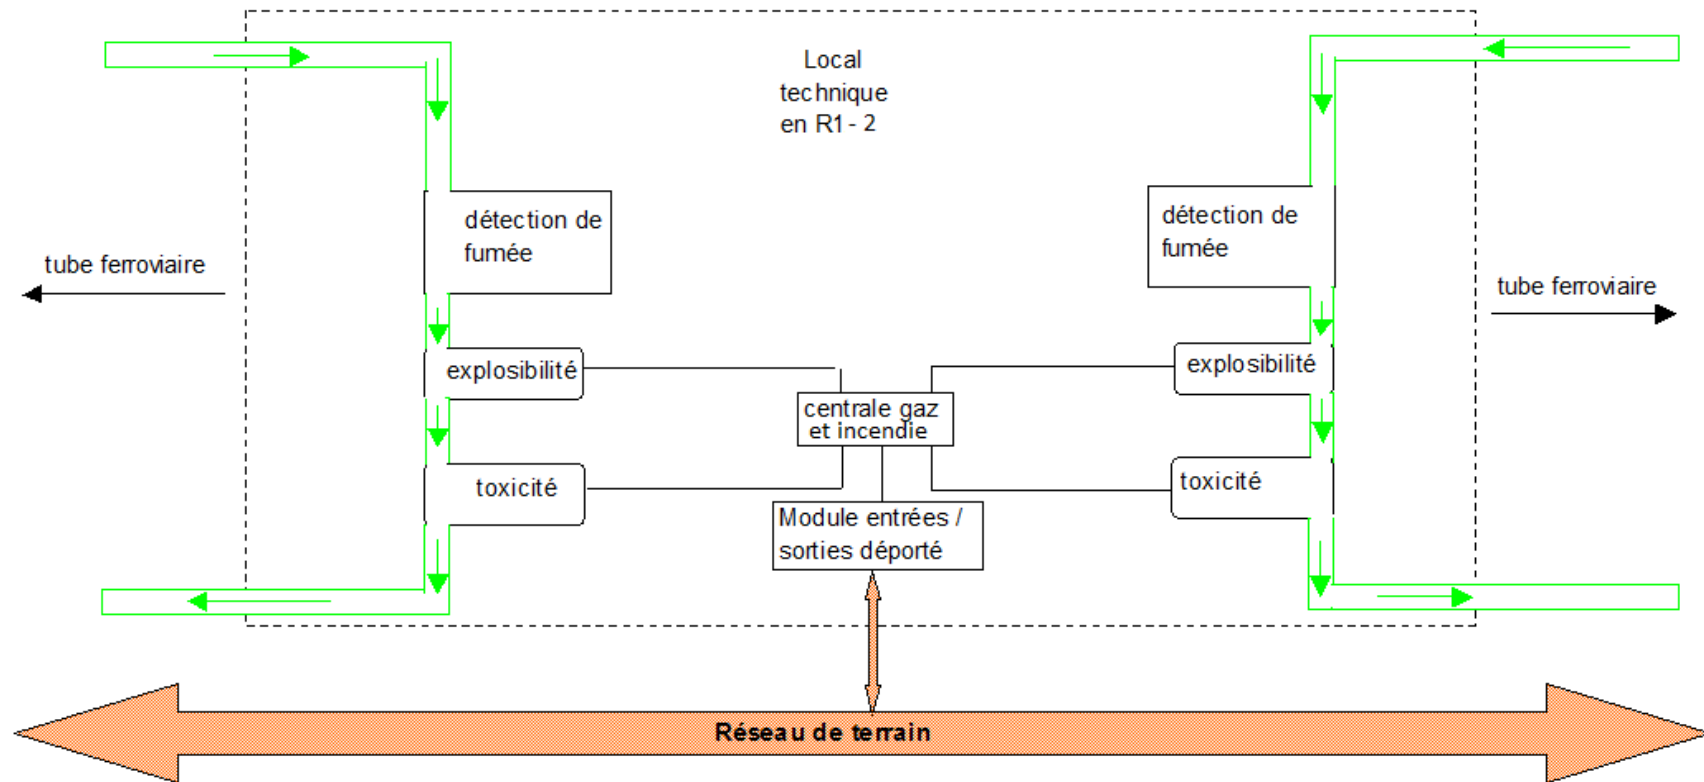 Local
technique
en R1 - 2
détection de
fumée
détection de
fumée
tube ferroviaire
tube ferroviaire
explosibilité
explosibilité
centrale gaz
et incendie
toxicité
toxicité
Module entrées /
sorties déporté
Réseau de terrain